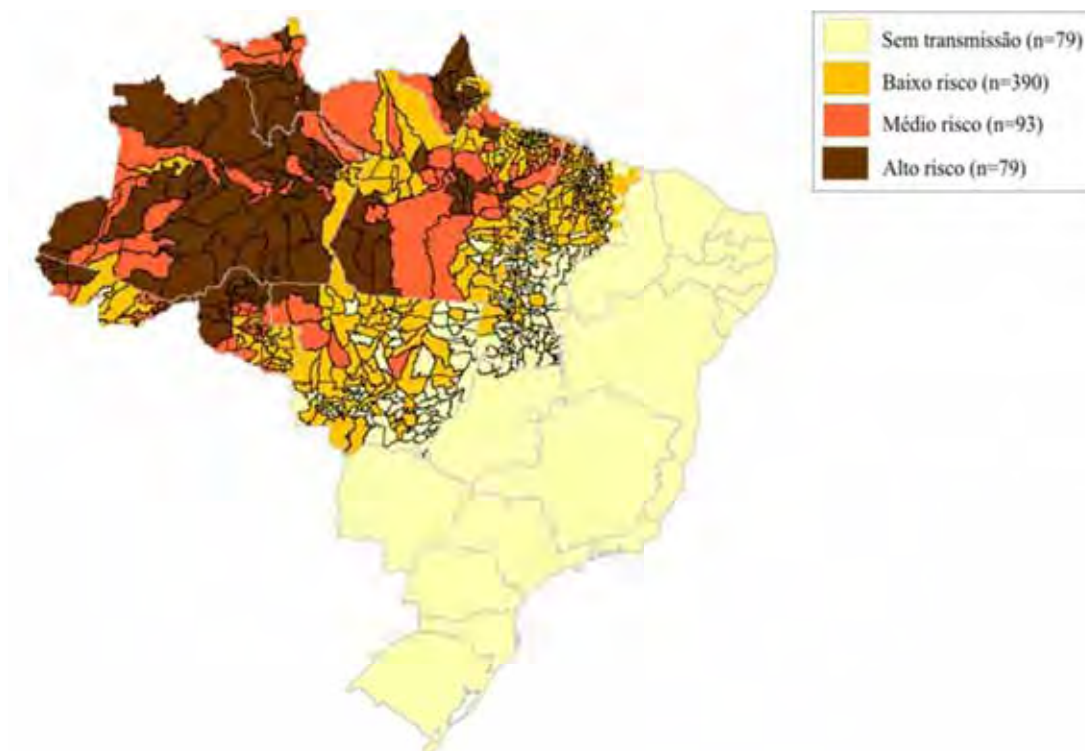 Sem transmissão (n=79)
Baixo risco (n=390)
Médio risco (n=93)
Alto risco (n=79)